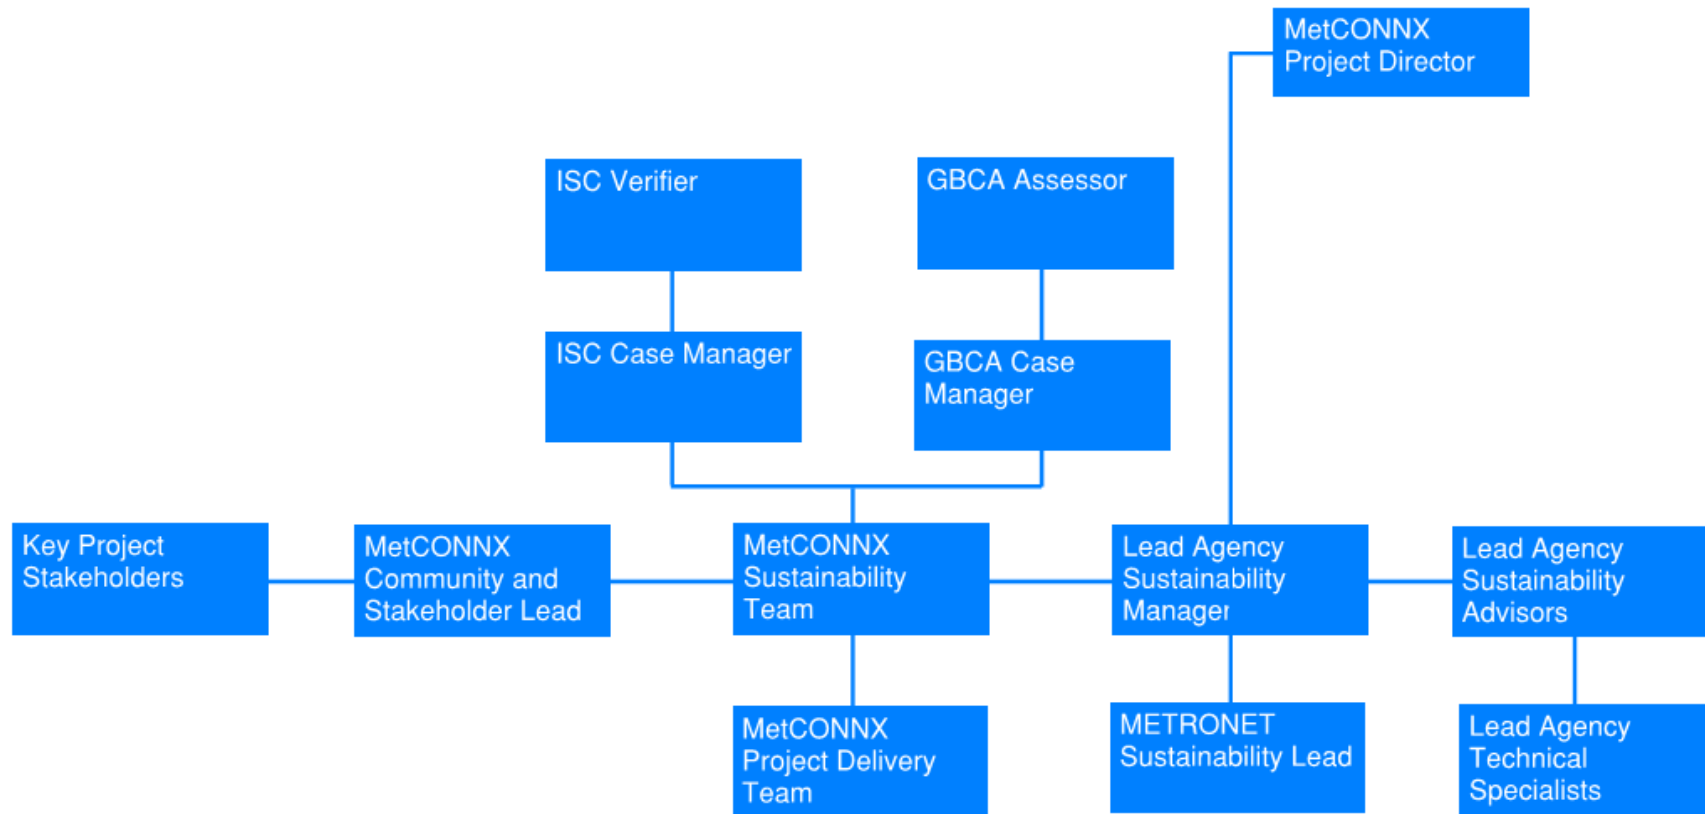 MetCONNX
Project Director
ISC Verifier
GBCA Assessor
ISC Case Manager
GBCA Case
Manager
Key Project
Stakeholders
MetCONNX
Community and
Stakeholder Lead
MetCONNX
Sustainability
Team
Lead Agency
Sustainability
Manager
Lead Agency
Sustainability
Advisors
MetCONNX
Project Delivery
Team
METRONET
Sustainability Lead
Lead Agency
Technical
Specialists